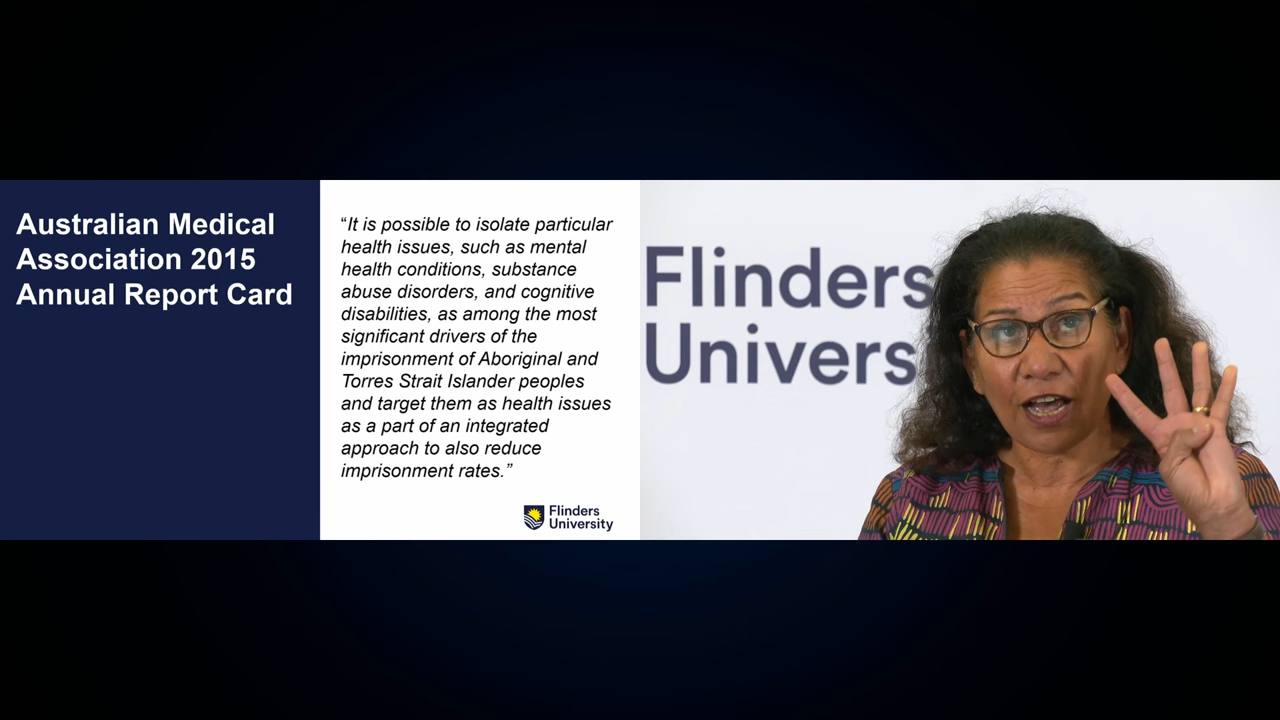 Australian Medical
Association 2015
Annual Report Card
“It is possible to isolate particular
health issues, such as mental
health conditions, substance
abuse disorders, and cognitive
disabilities, as among the most
significant drivers of the
imprisonment of Aboriginal and
Torres Strait Islander peoples
and target them as health issues
as a part of an integrated
approach to also reduce
imprisonment rates.”
Flinders
University
Flinders
Univers